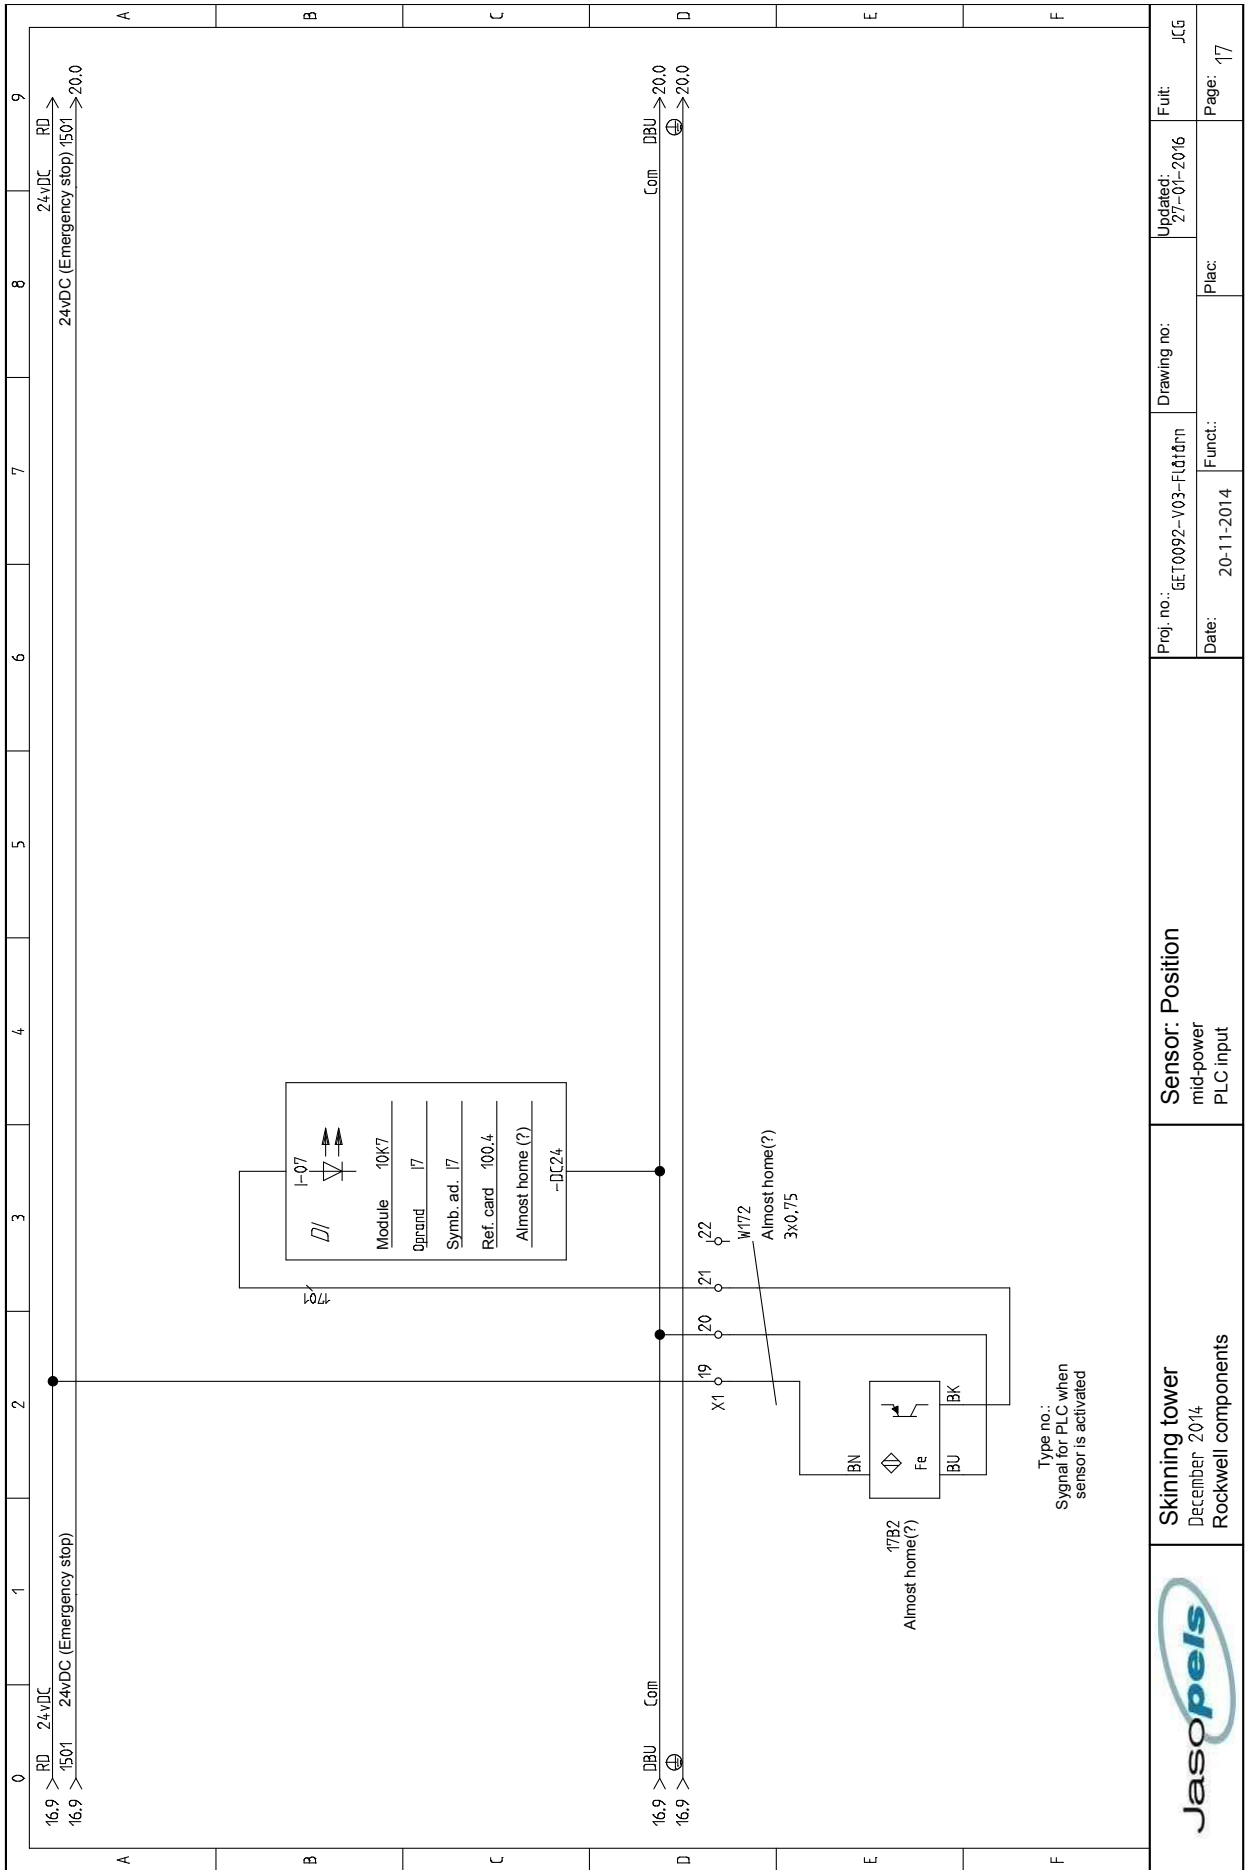 0 1 2 3 4 5 6 7 8 9
A
B
C
D
E
F
A
B
C
D
E
F
16.9 RD 24vDC
16.9 1501 24vDC (Emergency stop)
24vDC RD
24vDC (Emergency stop) 1501 20.0
DI I-07
Module 10K7
Oprand I7
Symb. ad. I7
Ref. card 100.4
Almost home (?)
-DC24
1701
16.9 DBU Com
16.9
Com DBU 20.0
20.0
X1 19 20 21 22
W172
Almost home(?)
3x0,75
BN
17B2
Almost home(?)
Fe
BU BK
Type no.:
Sygnal for PLC when
sensor is activated
Jasopels
Skinning tower
December 2014
Rockwell components
Sensor: Position
mid-power
PLC input
Proj. no.: GET0092-V03-Flåtårn
Drawing no:
Updated: 27-01-2016
Fuit: JCG
Date: 20-11-2014
Funct.:
Plac:
Page: 17